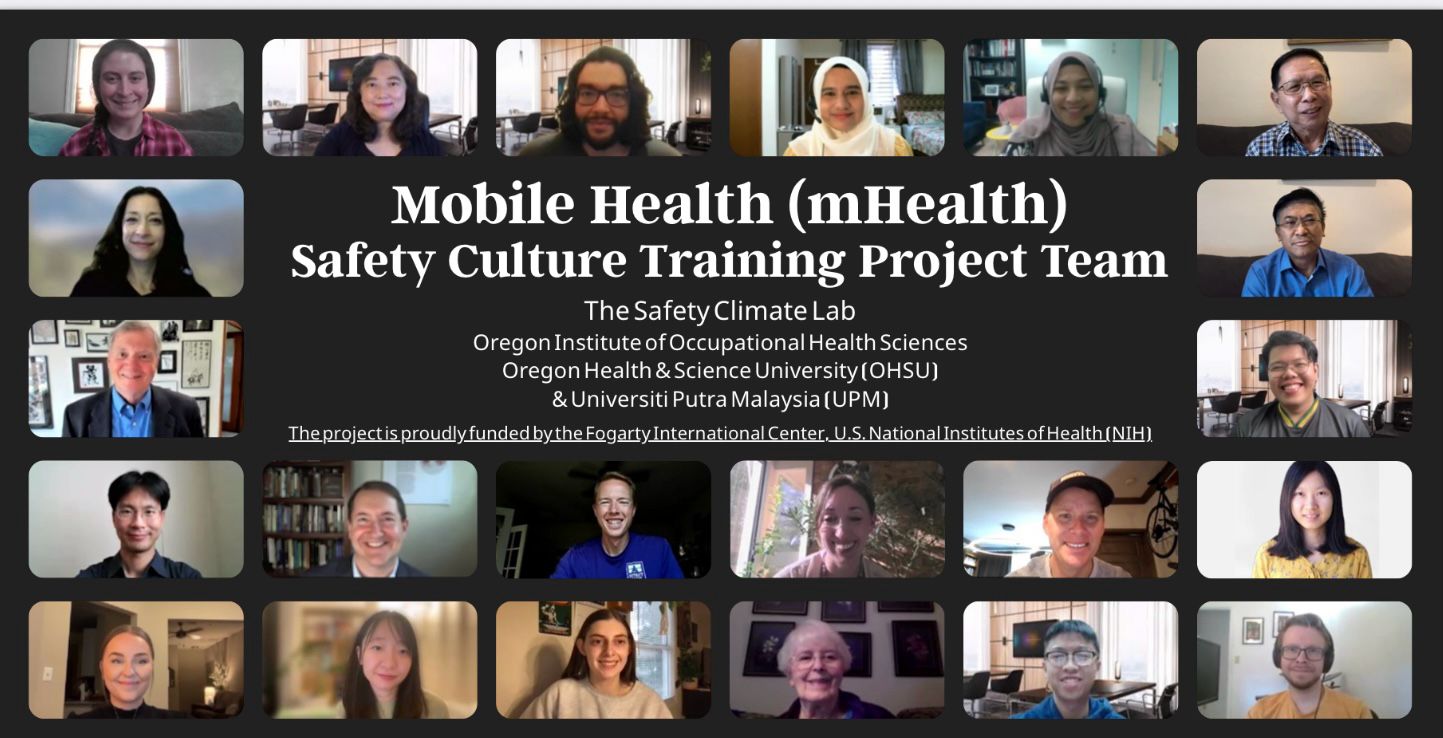 Mobile Health (mHealth)
Safety Culture Training Project Team
The Safety Climate Lab
Oregon Institute of Occupational Health Sciences
Oregon Health & Science University (OHSU)
& Universiti Putra Malaysia (UPM)
The project is proudly funded by the Fogarty International Center, U.S. National Institutes of Health (NIH)